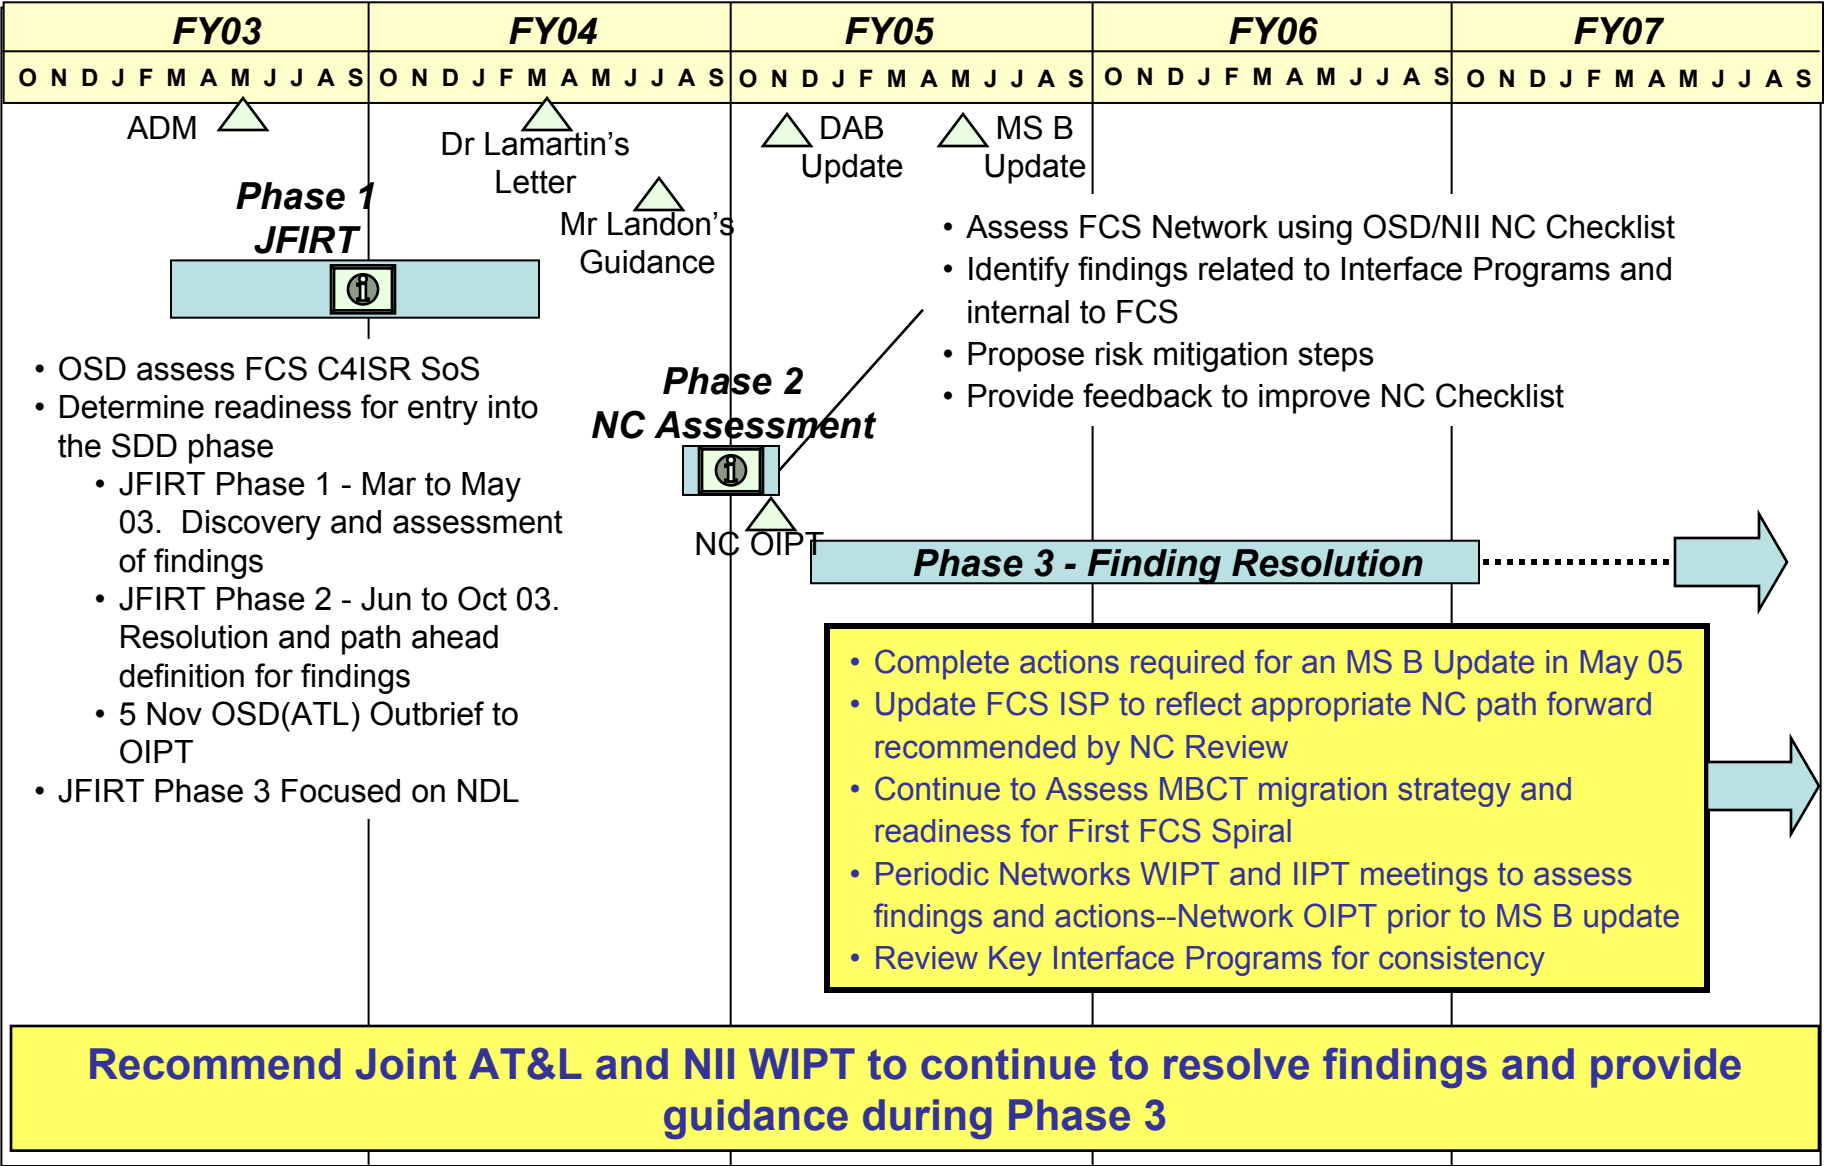 FY03 FY04 FY05 FY06 FY07
O N D J F M A M J J A S O N D J F M A M J J A S O N D J F M A M J J A S O N D J F M A M J J A S O N D J F M A M J J A S
ADM
Dr Lamartin's
Letter
Mr Landon's
Guidance
DAB
Update
MS B
Update
Phase 1
JFIRT
• OSD assess FCS C4ISR SoS
• Determine readiness for entry into
the SDD phase
• JFIRT Phase 1 - Mar to May
03.  Discovery and assessment
of findings
• JFIRT Phase 2 - Jun to Oct 03.
Resolution and path ahead
definition for findings
• 5 Nov OSD(ATL) Outbrief to
OIPT
• JFIRT Phase 3 Focused on NDL
Phase 2
NC Assessment
NC OIPT
• Assess FCS Network using OSD/NII NC Checklist
• Identify findings related to Interface Programs and
internal to FCS
• Propose risk mitigation steps
• Provide feedback to improve NC Checklist
Phase 3 - Finding Resolution
• Complete actions required for an MS B Update in May 05
• Update FCS ISP to reflect appropriate NC path forward
recommended by NC Review
• Continue to Assess MBCT migration strategy and
readiness for First FCS Spiral
• Periodic Networks WIPT and IIPT meetings to assess
findings and actions--Network OIPT prior to MS B update
• Review Key Interface Programs for consistency
Recommend Joint AT&L and NII WIPT to continue to resolve findings and provide
guidance during Phase 3